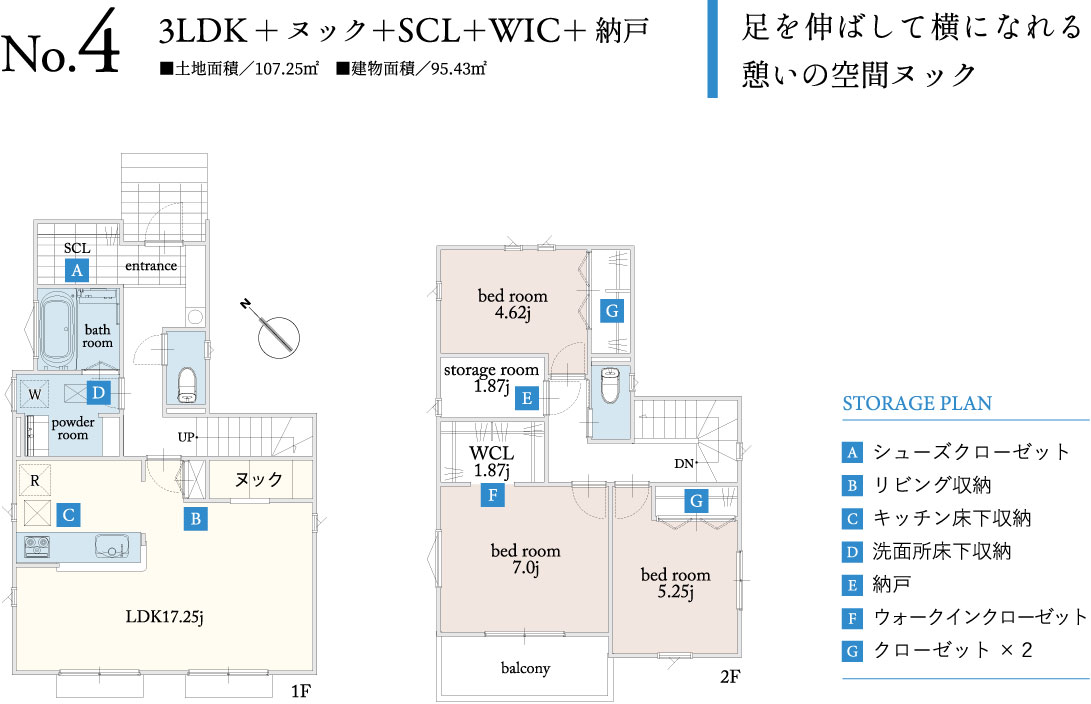 No.4
3LDK＋ヌック＋SCL＋WIC＋納戸
■土地面積／107.25㎡ ■建物面積／95.43㎡
足を伸ばして横になれる
憩いの空間ヌック
SCL
A
entrance
bath
room
W
D
powder
room
UP
R
ヌック
C
B
LDK17.25j
1F
N
bed room
4.62j
G
storage room
1.87j
E
WCL
1.87j
F
DN
G
bed room
7.0j
bed room
5.25j
balcony
2F
STORAGE PLAN
A シューズクローゼット
B リビング収納
C キッチン床下収納
D 洗面所床下収納
E 納戸
F ウォークインクローゼット
G クローゼット × 2